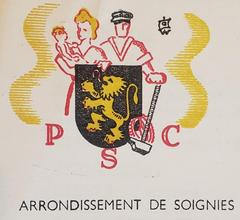 P S C
ARRONDISSEMENT DE SOIGNIES